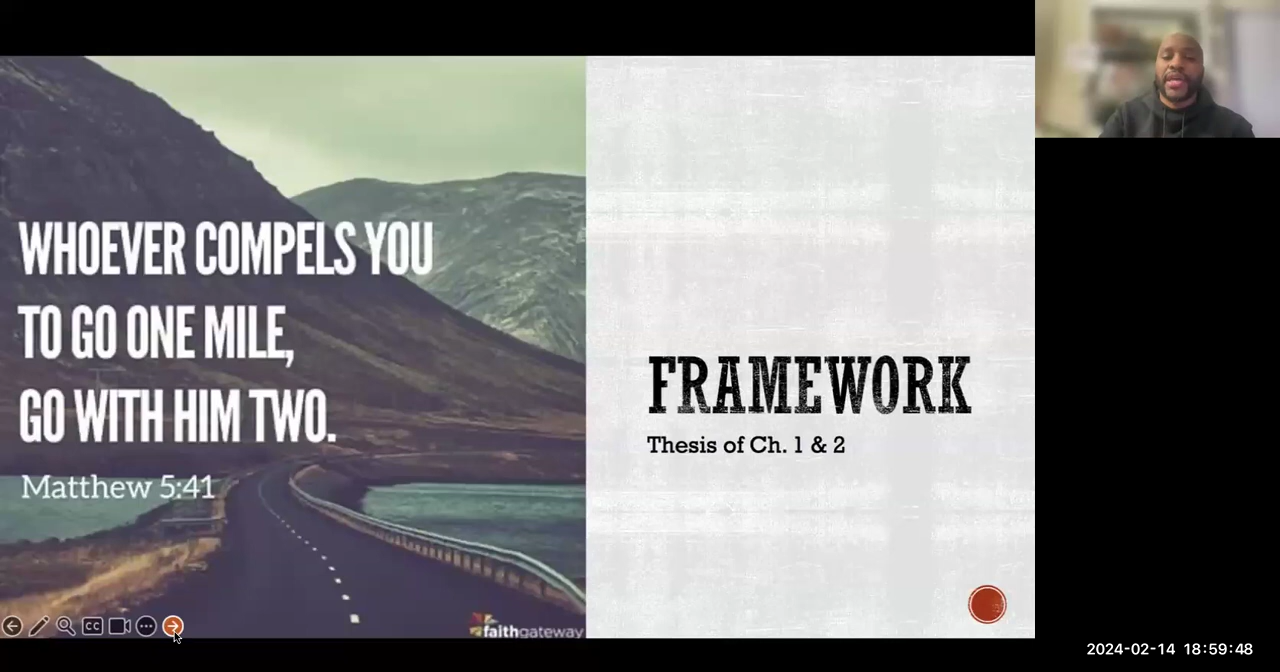 WHOEVER COMPELS YOU
TO GO ONE MILE,
GO WITH HIM TWO.
Matthew 5:41
faithgateway
FRAMEWORK
Thesis of Ch. 1 & 2
CC
2024-02-14 18:59:48